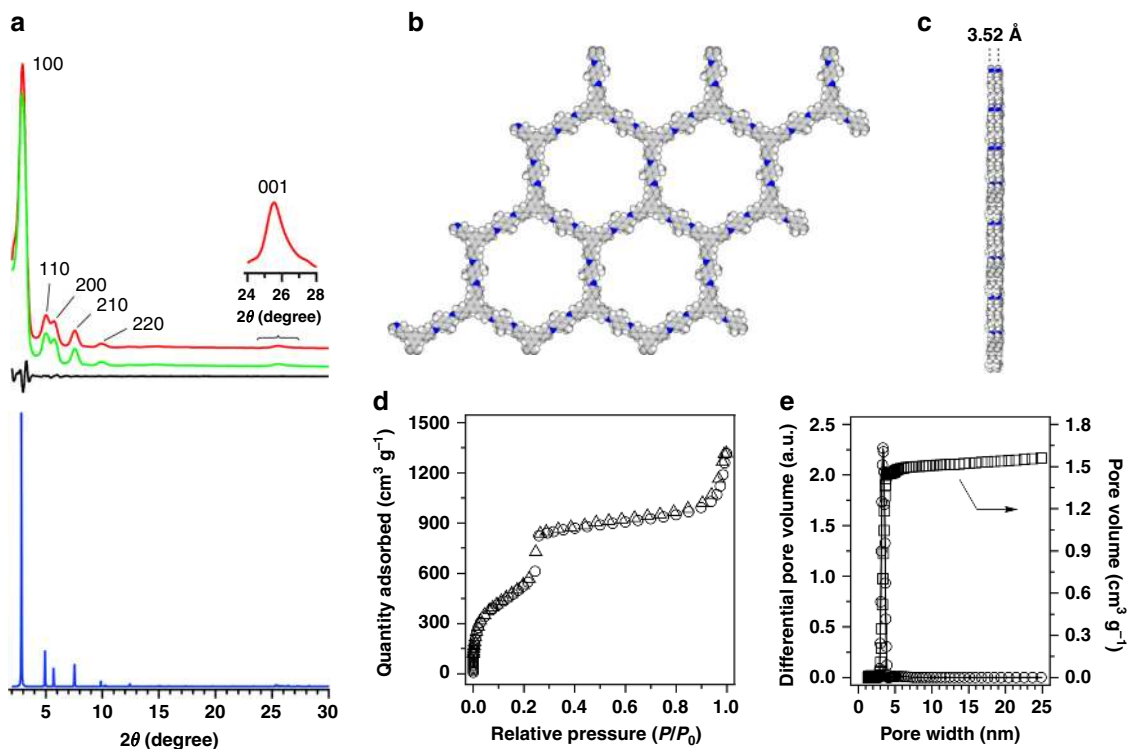 a
100
110
200
210
220
001
24 26 28
2θ (degree)
5 10 15 20 25 30
2θ (degree)
b
c
3.52 Å
d
Quantity adsorbed (cm³ g⁻¹)
1500
1200
900
600
300
0
0.0 0.2 0.4 0.6 0.8 1.0
Relative pressure (P/P₀)
e
Differential pore volume (a.u.)
2.5
2.0
1.5
1.0
0.5
0.0
1.8
1.5
1.2
0.9
0.6
0.3
0.0
Pore volume (cm³ g⁻¹)
0 5 10 15 20 25
Pore width (nm)